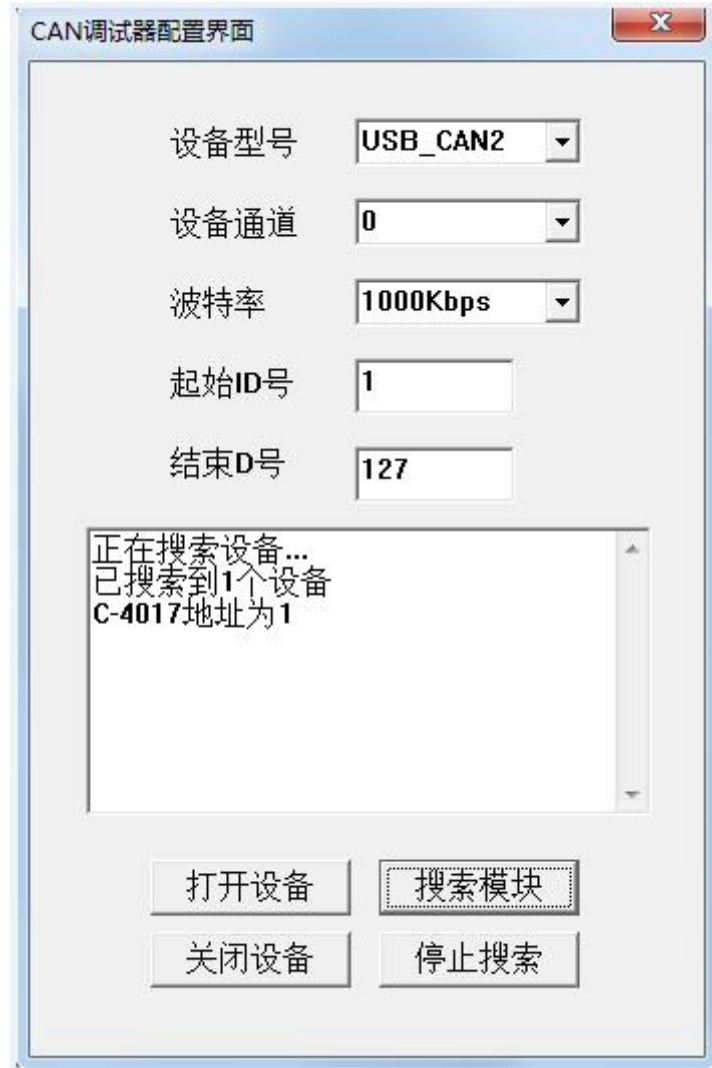 CAN调试器配置界面
设备型号 USB_CAN2
设备通道 0
波特率 1000Kbps
起始ID号 1
结束D号 127
正在搜索设备...
已搜索到1个设备
C-4017地址为1
打开设备 搜索模块
关闭设备 停止搜索